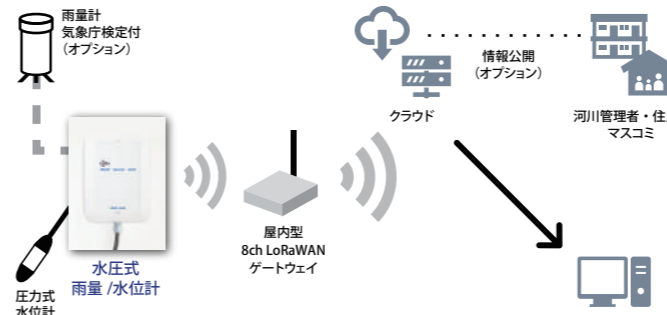 雨量計
気象庁検定付
（オプション）
情報公開
（オプション）
クラウド
河川管理者・住
マスコミ
屋内型
8ch LoRaWAN
ゲートウェイ
水圧式
雨量 /水位計
圧力式
水位計